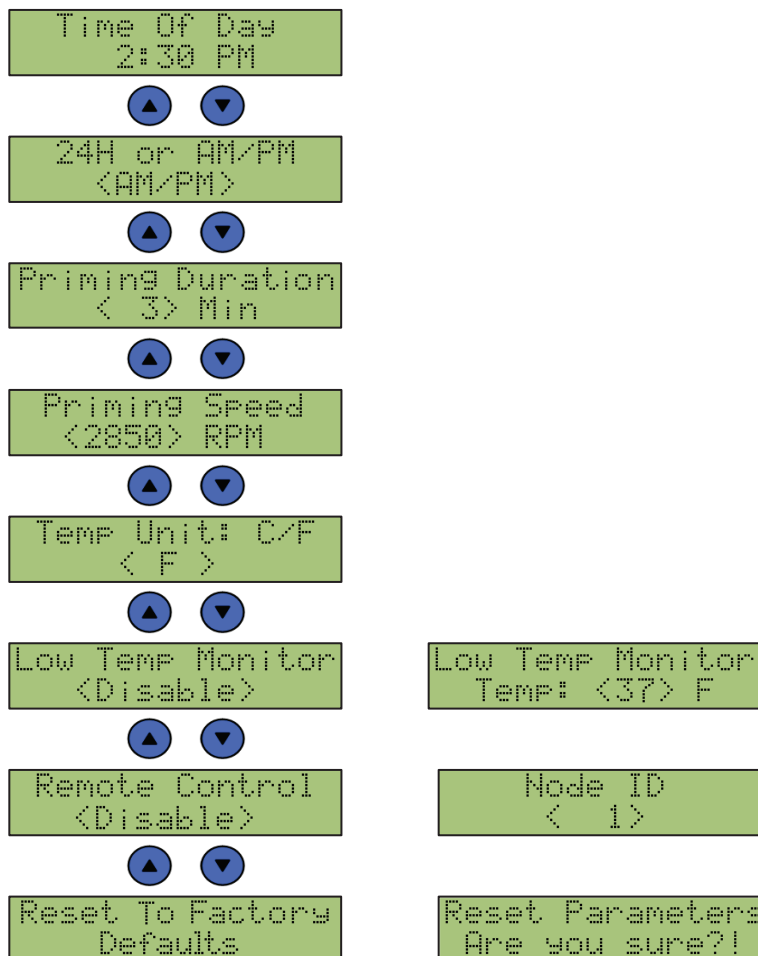 Time Of Day
2:30 PM
24H or AM/PM
<AM/PM>
Priming Duration
< 3> Min
Priming Speed
<2850> RPM
Temp Unit: C/F
< F >
Low Temp Monitor
<Disable>
Low Temp Monitor
Temp: <37> F
Remote Control
<Disable>
Node ID
< 1>
Reset To Factory
Defaults
Reset Parameters
Are you sure?!